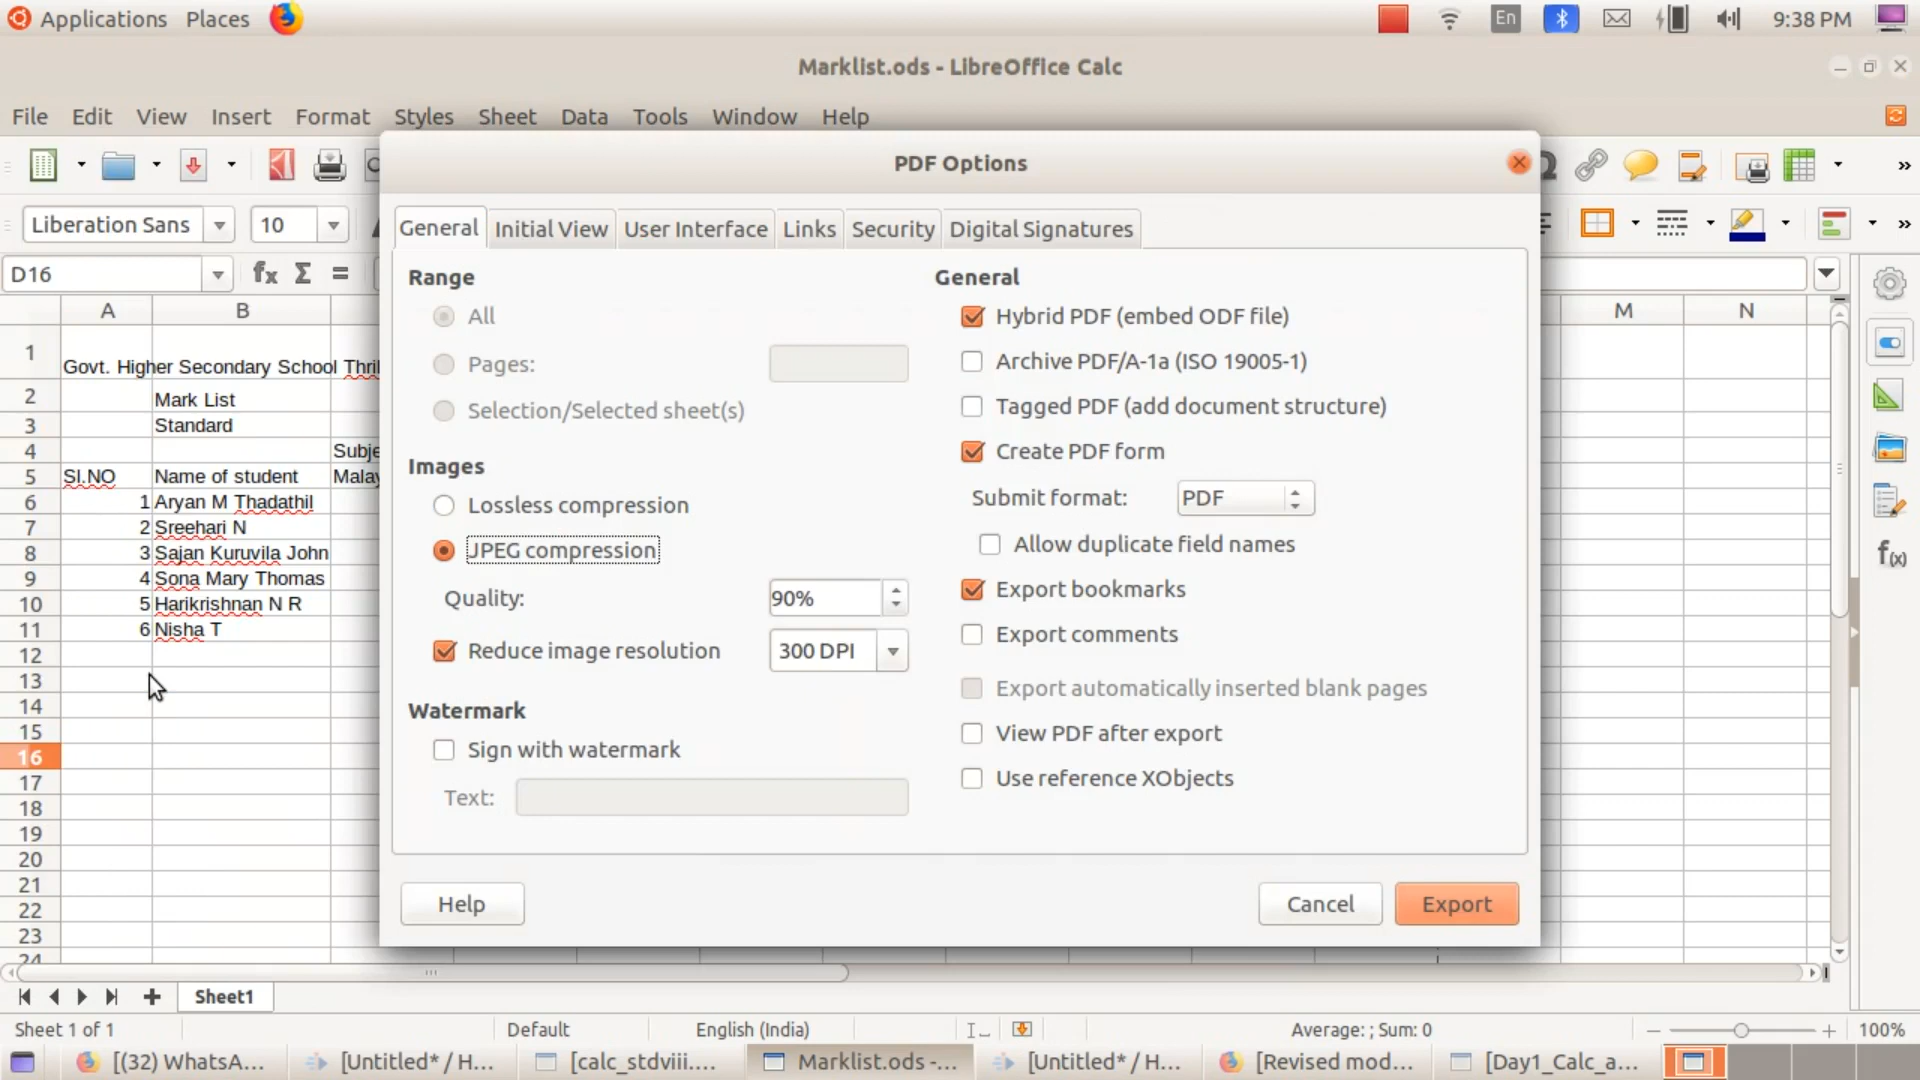 Applications Places
En
9:38 PM
Marklist.ods - LibreOffice Calc
File Edit View Insert Format Styles Sheet Data Tools Window Help
PDF Options
Liberation Sans
10
General Initial View User Interface Links Security Digital Signatures
D16
fx Σ =
A B M N
Range
All
Pages:
Selection/Selected sheet(s)
Images
Lossless compression
JPEG compression
Quality: 90%
Reduce image resolution 300 DPI
Watermark
Sign with watermark
Text:
General
Hybrid PDF (embed ODF file)
Archive PDF/A-1a (ISO 19005-1)
Tagged PDF (add document structure)
Create PDF form
Submit format: PDF
Allow duplicate field names
Export bookmarks
Export comments
Export automatically inserted blank pages
View PDF after export
Use reference XObjects
Help Cancel Export
1 Govt. Higher Secondary School Thri
2 Mark List
3 Standard
4 Subje
5 Sl.NO Name of student Malay
6 1 Aryan M Thadathil
7 2 Sreehari N
8 3 Sajan Kuruvila John
9 4 Sona Mary Thomas
10 5 Harikrishnan N R
11 6 Nisha T
12
13
14
15
16
17
18
19
20
21
22
23
24
f(x)
Sheet1
Sheet 1 of 1 Default English (India) Average: ; Sum: 0 100%
[(32) WhatsA... [Untitled* / H... [calc_stdviii.... Marklist.ods -... [Untitled* / H... [Revised mod... [Day1_Calc_a...